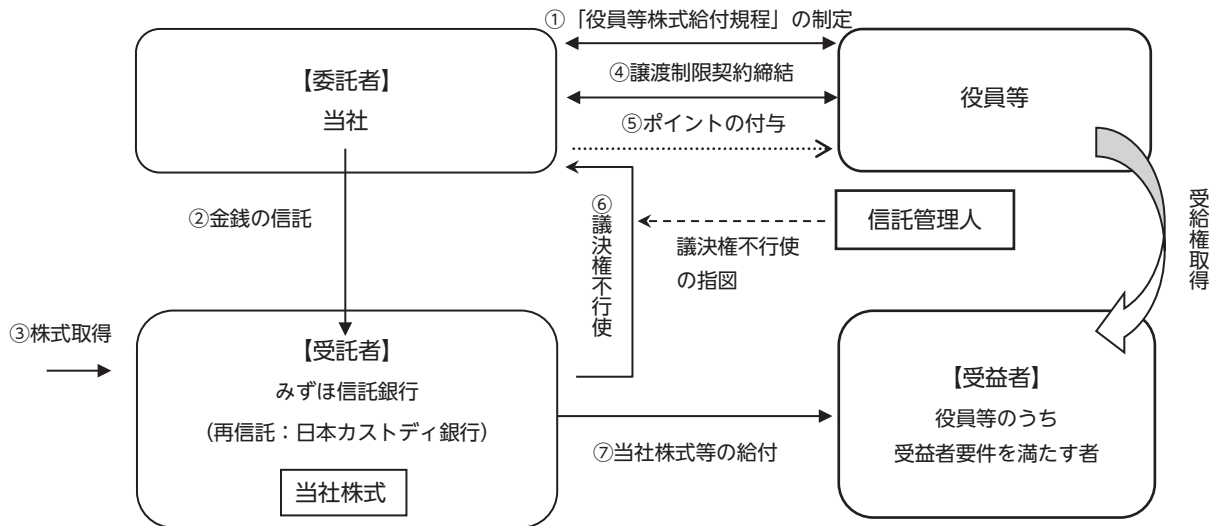 ①「役員等株式給付規程」の制定
【委託者】
当社
④譲渡制限契約締結
役員等
⑤ポイントの付与
②金銭の信託
⑥議決権不行使
議決権不行使
の指図
信託管理人
受給権取得
③株式取得
【受託者】
みずほ信託銀行
(再信託:日本カストディ銀行)
当社株式
⑦当社株式等の給付
【受益者】
役員等のうち
受益者要件を満たす者